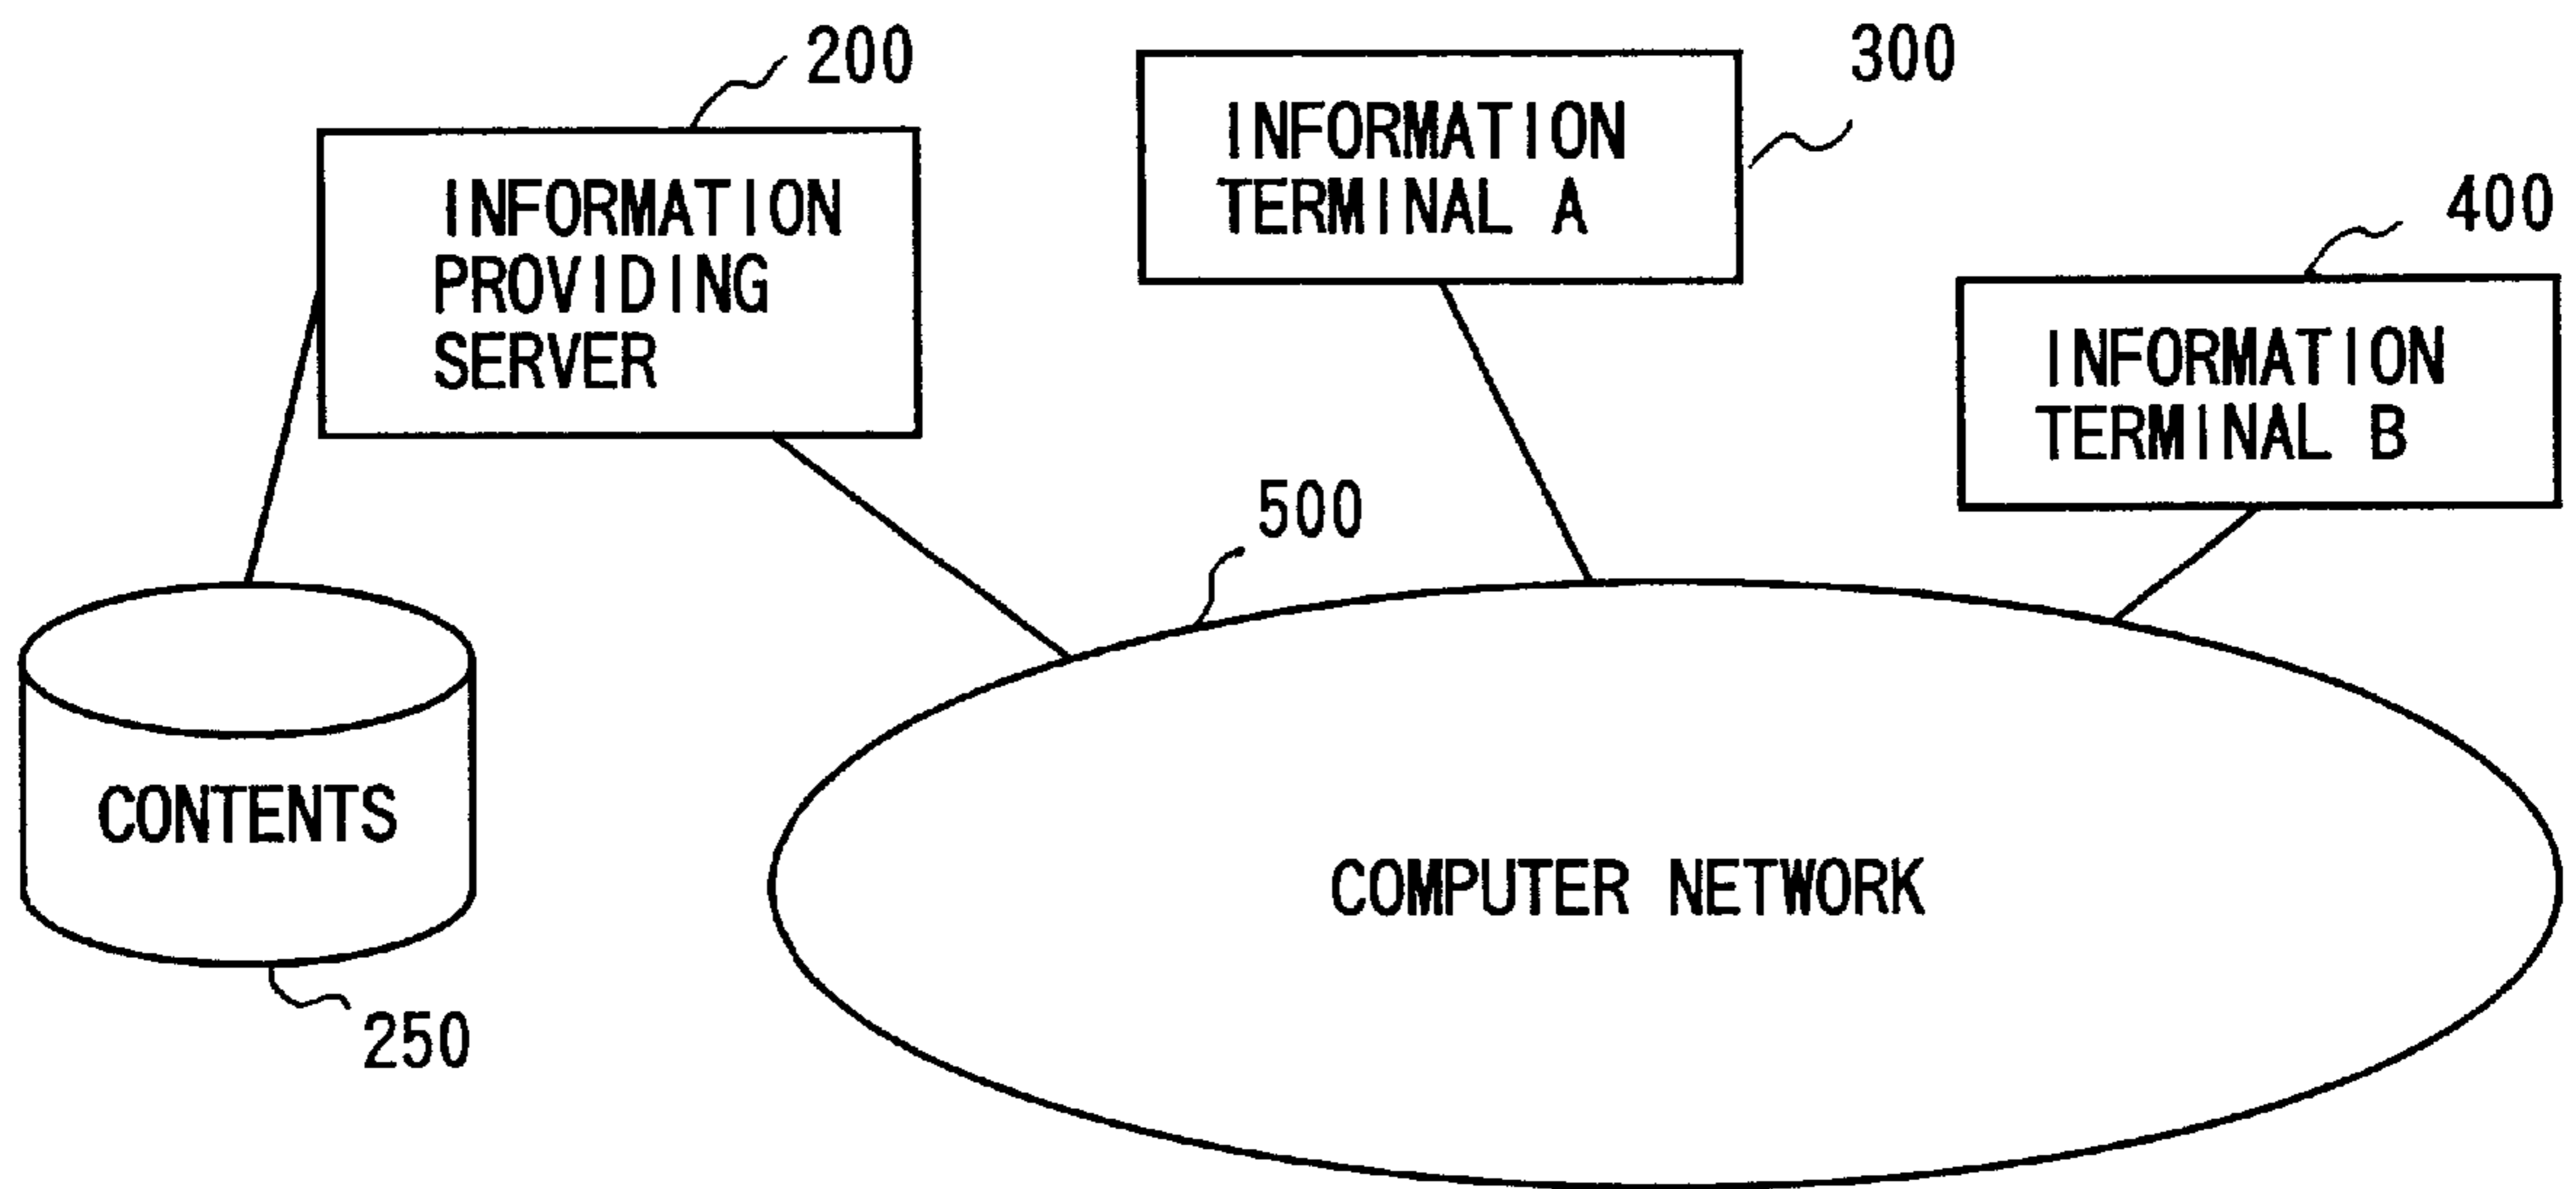 200
300
INFORMATION
TERMINAL A
INFORMATION
PROVIDING
SERVER
400
INFORMATION
TERMINAL B
500
CONTENTS
COMPUTER NETWORK
250